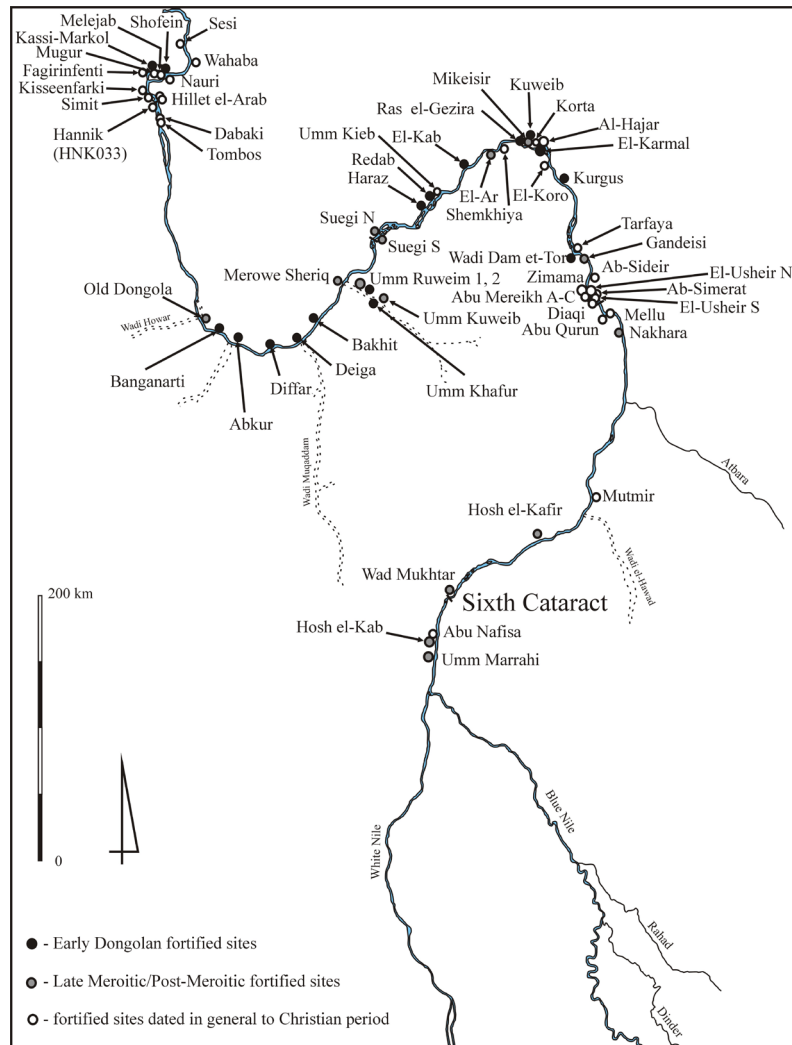 Melejab
Shofein
Sesi
Kassi-Markol
Mugur
Wahaba
Fagirinfenti
Nauri
Kisseenfarki
Simit
Hillet el-Arab
Hannik
(HNK033)
Dabaki
Tombos
Mikeisir
Kuweib
Ras el-Gezira
Korta
Umm Kieb
El-Kab
Al-Hajar
Redab
El-Karmal
Haraz
El-Ar
El-Koro
Kurgus
Shemkhiya
Suegi N
Suegi S
Tarfaya
Wadi Dam et-Tor
Gandeisi
Merowe Sheriq
Umm Ruweim 1, 2
Zimama
Ab-Sideir
El-Usheir N
Old Dongola
Abu Mereikh A-C
Ab-Simerat
Umm Kuweib
Diaqi
El-Usheir S
Wadi Howar
Abu Qurun
Mellu
Bakhit
Nakhara
Banganarti
Diffar
Deiga
Umm Khafur
Abkur
Wadi Muqaddam
Atbara
Hosh el-Kafir
Mutmir
Wadi el-Hawad
Wad Mukhtar
200 km
Sixth Cataract
Hosh el-Kab
Abu Nafisa
Umm Marrahi
Blue Nile
White Nile
0
Rahad
Dinder
- Early Dongolan fortified sites
- Late Meroitic/Post-Meroitic fortified sites
- fortified sites dated in general to Christian period